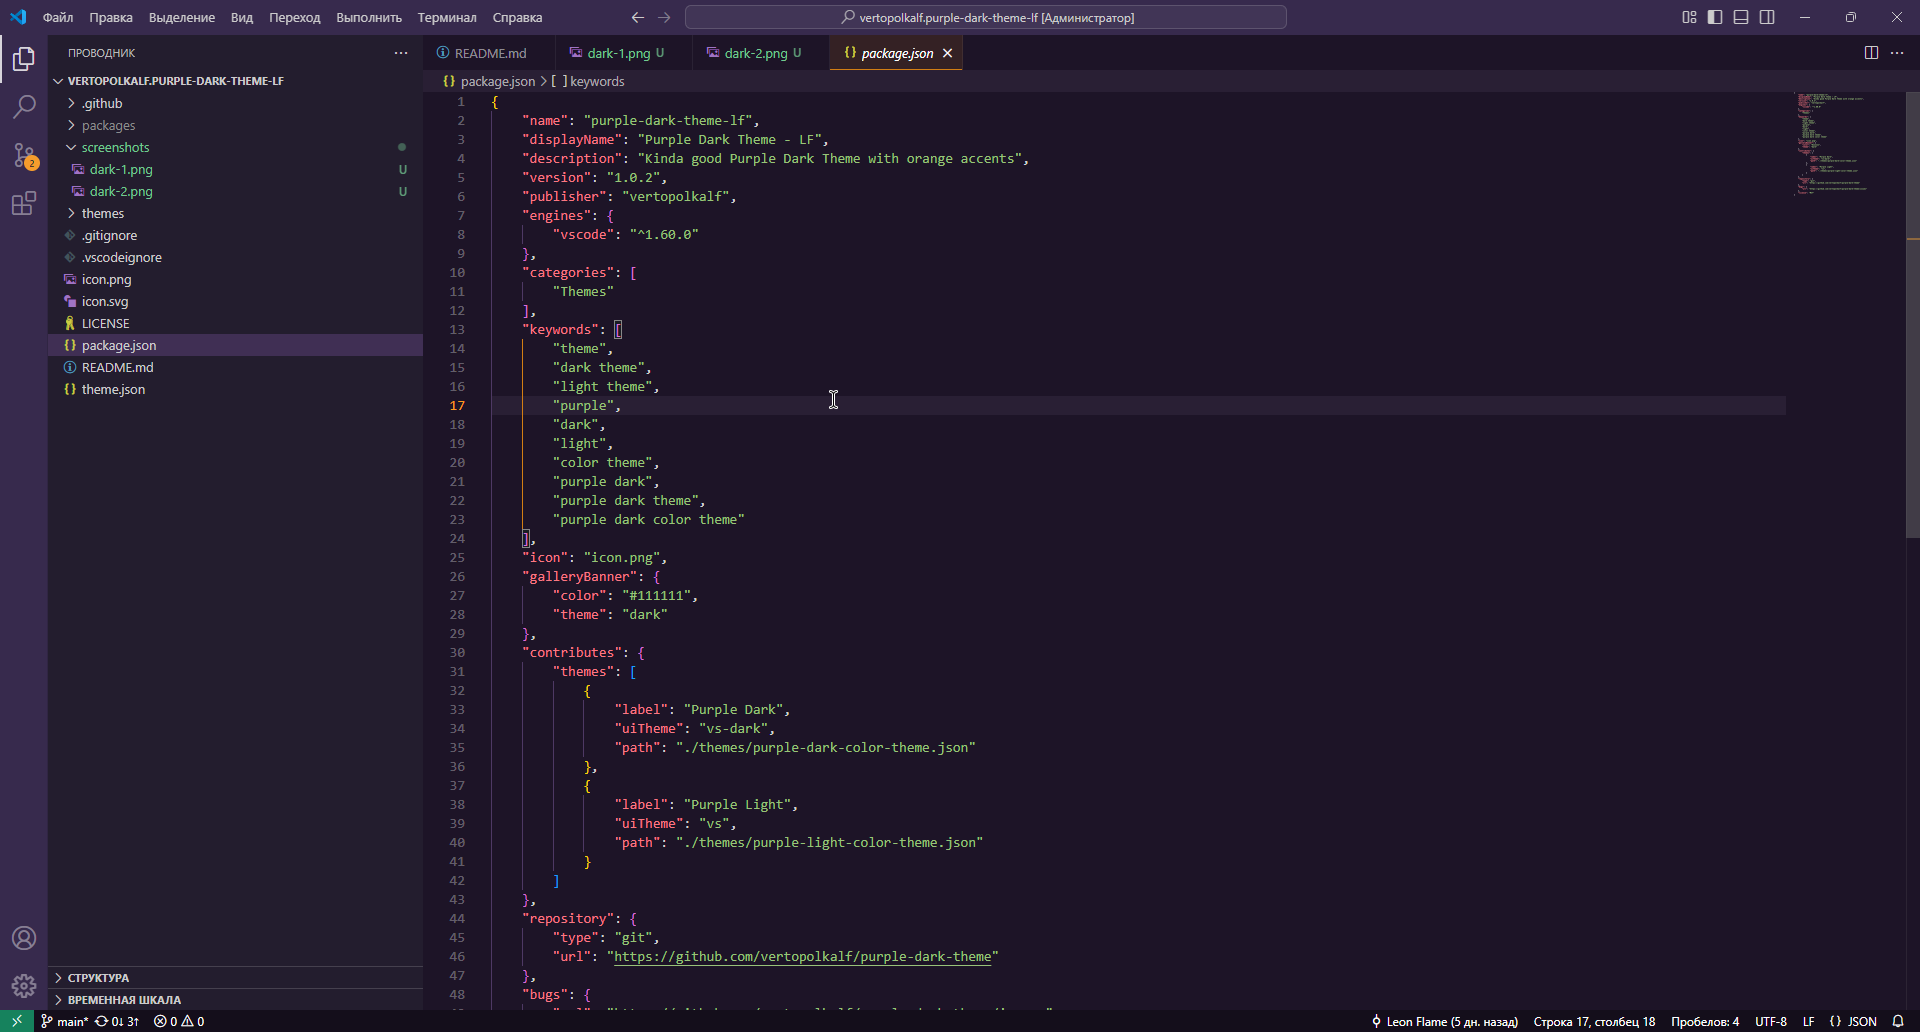 Файл Правка Выделение Вид Переход Выполнить Терминал Справка
vertopolkalf.purple-dark-theme-lf [Администратор]
ПРОВОДНИК
VERTOPOLKALF.PURPLE-DARK-THEME-LF
.github
packages
screenshots
dark-1.png U
dark-2.png U
themes
.gitignore
.vscodeignore
icon.png
icon.svg
LICENSE
{} package.json
README.md
{} theme.json
СТРУКТУРА
ВРЕМЕННАЯ ШКАЛА
2
README.md
dark-1.png U
dark-2.png U
{} package.json
{} package.json > [ ] keywords
1 {
2 "name": "purple-dark-theme-lf",
3 "displayName": "Purple Dark Theme - LF",
4 "description": "Kinda good Purple Dark Theme with orange accents",
5 "version": "1.0.2",
6 "publisher": "vertopolkalf",
7 "engines": {
8 "vscode": "^1.60.0"
9 },
10 "categories": [
11 "Themes"
12 ],
13 "keywords": [
14 "theme",
15 "dark theme",
16 "light theme",
17 "purple",
18 "dark",
19 "light",
20 "color theme",
21 "purple dark",
22 "purple dark theme",
23 "purple dark color theme"
24 ],
25 "icon": "icon.png",
26 "galleryBanner": {
27 "color": "#111111",
28 "theme": "dark"
29 },
30 "contributes": {
31 "themes": [
32 {
33 "label": "Purple Dark",
34 "uiTheme": "vs-dark",
35 "path": "./themes/purple-dark-color-theme.json"
36 },
37 {
38 "label": "Purple Light",
39 "uiTheme": "vs",
40 "path": "./themes/purple-light-color-theme.json"
41 }
42 ]
43 },
44 "repository": {
45 "type": "git",
46 "url": "https://github.com/vertopolkalf/purple-dark-theme"
47 },
48 "bugs": {
main* 0↓ 3↑ 0 0
Leon Flame (5 дн. назад) Строка 17, столбец 18 Пробелов: 4 UTF-8 LF {} JSON